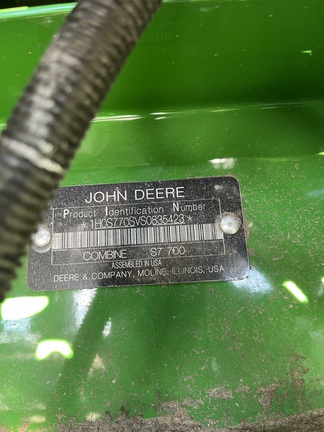 JOHN DEERE
Product Identification Number
*1H0S770SVS0835423*
COMBINE S7 700
ASSEMBLED IN USA
DEERE & COMPANY, MOLINE, ILLINOIS, USA